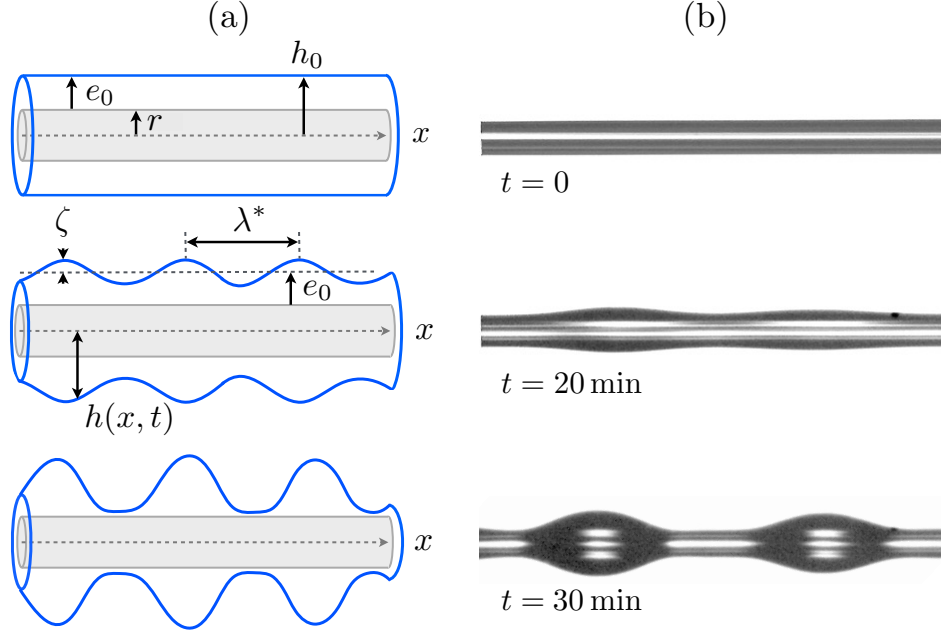 (a)
(b)
h₀
e₀
r
x
t = 0
ζ
λ*
e₀
x
h(x, t)
t = 20 min
x
t = 30 min